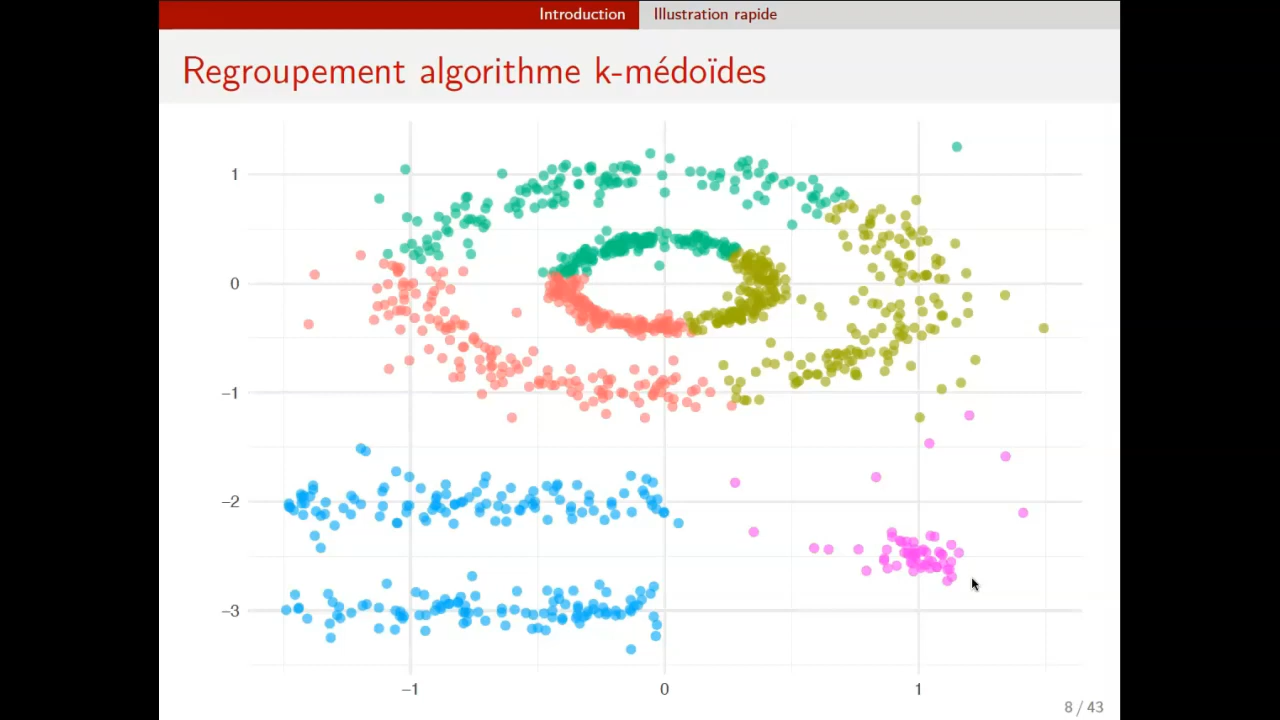 Introduction Illustration rapide
Regroupement algorithme k-médoïdes
1
0
−1
−2
−3
−1 0 1
8 / 43